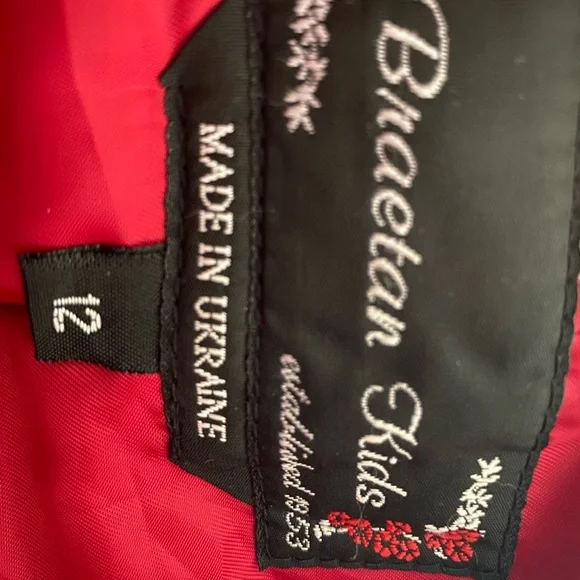 Braetan Kids
established 1953
MADE IN UKRAINE
12